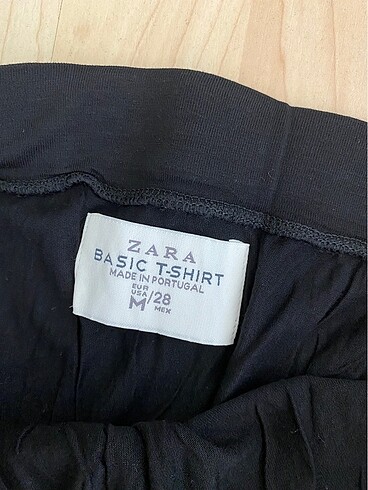 ZARA
BASIC T-SHIRT
MADE IN PORTUGAL
EUR
USA
M/28
MEX